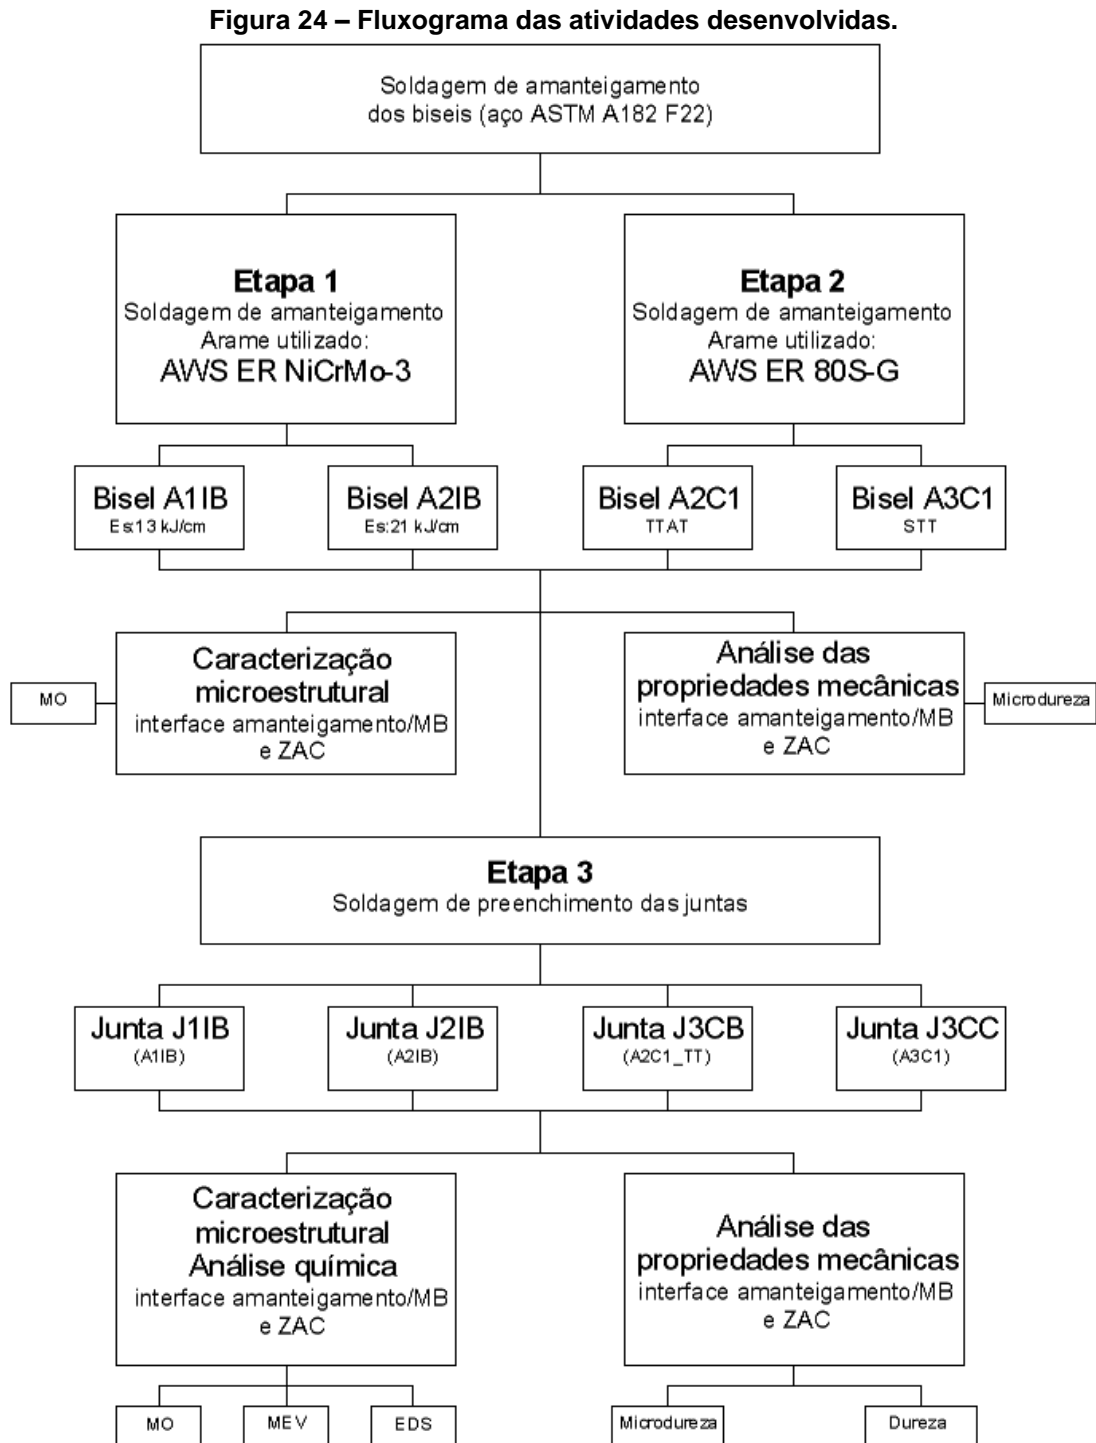 Figura 24 – Fluxograma das atividades desenvolvidas.
Soldagem de amanteigamento
dos biseis (aço ASTM A182 F22)
Etapa 1
Soldagem de amanteigamento
Arame utilizado:
AWS ER NiCrMo-3
Etapa 2
Soldagem de amanteigamento
Arame utilizado:
AWS ER 80S-G
Bisel A1IB
Es:13 kJ/cm
Bisel A2IB
Es:21 kJ/cm
Bisel A2C1
TTAT
Bisel A3C1
STT
MO
Caracterização
microestrutural
interface amanteigamento/MB
e ZAC
Análise das
propriedades mecânicas
interface amanteigamento/MB
e ZAC
Microdureza
Etapa 3
Soldagem de preenchimento das juntas
Junta J1IB
(A1IB)
Junta J2IB
(A2IB)
Junta J3CB
(A2C1_TT)
Junta J3CC
(A3C1)
Caracterização
microestrutural
Análise química
interface amanteigamento/MB
e ZAC
Análise das
propriedades mecânicas
interface amanteigamento/MB
e ZAC
MO
MEV
EDS
Microdureza
Dureza